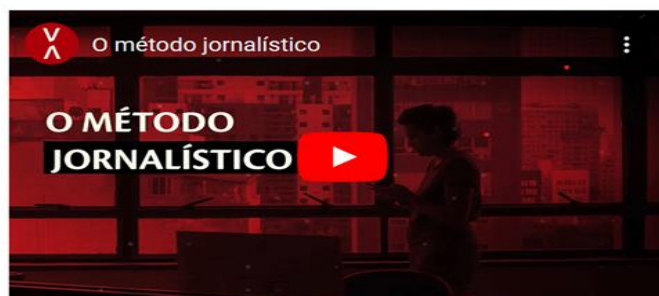 V
Λ
O método jornalístico
O MÉTODO
JORNALÍSTICO